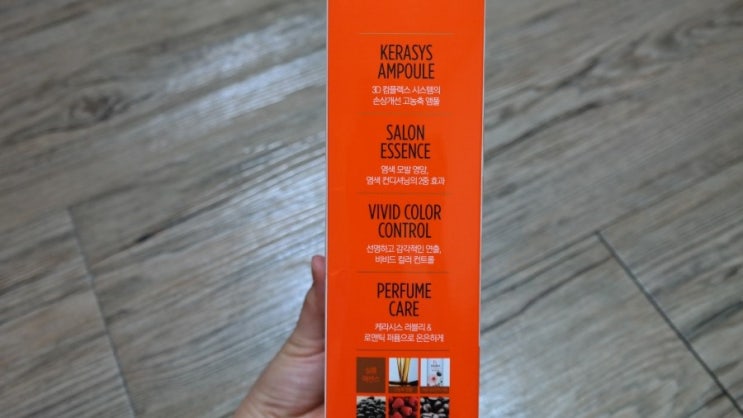 KERASYS
AMPOULE
3D 컴플렉스 시스템의
손상개선 고농축 앰플
SALON
ESSENCE
염색 모발 영양,
염색 컨디셔닝의 2중 효과
VIVID COLOR
CONTROL
선명하고 감각적인 연출,
비비드 컬러 컨트롤
PERFUME
CARE
케라시스 러블리 &
로맨틱 퍼퓸으로 은은하게